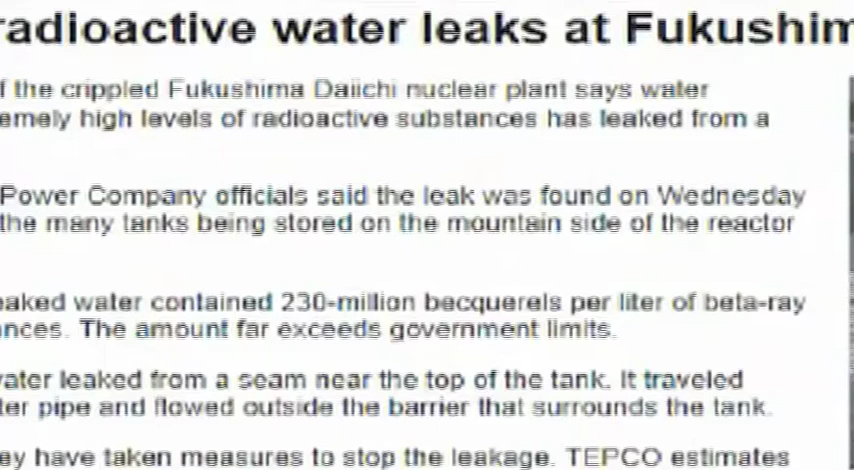 radioactive water leaks at Fukushim
f the crippled Fukushima Daiichi nuclear plant says water
emely high levels of radioactive substances has leaked from a
Power Company officials said the leak was found on Wednesday
the many tanks being stored on the mountain side of the reactor
eaked water contained 230-million becquerels per liter of beta-ray
ances. The amount far exceeds government limits.
water leaked from a seam near the top of the tank. It traveled
ter pipe and flowed outside the barrier that surrounds the tank.
ey have taken measures to stop the leakage. TEPCO estimates